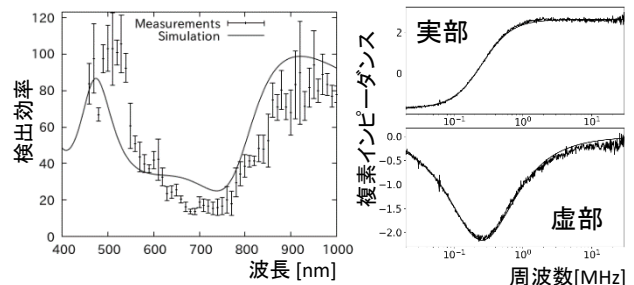 120
100
80
60
40
20
0
Measurements
Simulation
検出効率
400 500 600 700 800 900 1000
波長 [nm]
複素インピーダンス
2
0
実部
10⁻¹ 10⁰ 10¹
0.0
-0.5
-1.0
-1.5
-2.0
虚部
10⁻¹ 10⁰ 10¹
周波数[MHz]